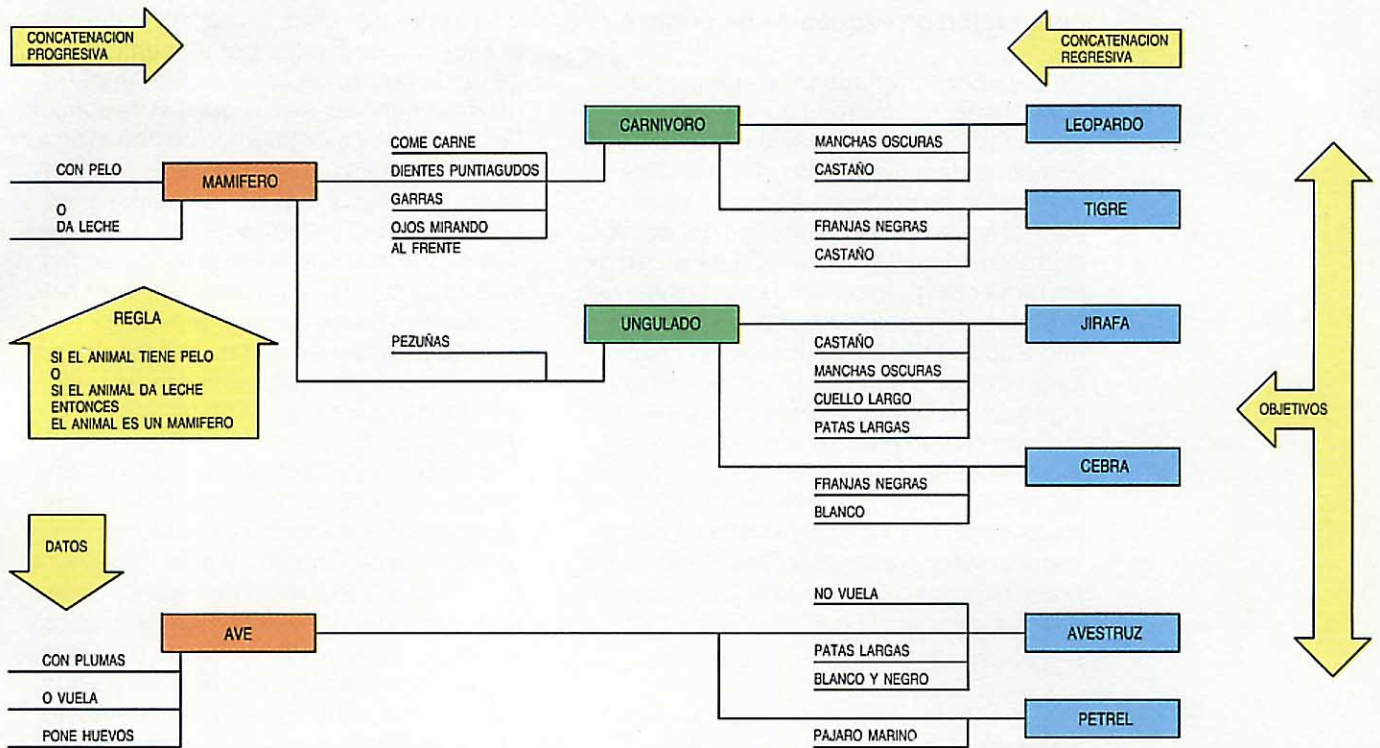 CONCATENACION
PROGRESIVA
CONCATENACION
REGRESIVA
CON PELO
O
DA LECHE
MAMIFERO
COME CARNE
DIENTES PUNTIAGUDOS
GARRAS
OJOS MIRANDO
AL FRENTE
CARNIVORO
MANCHAS OSCURAS
CASTAÑO
LEOPARDO
FRANJAS NEGRAS
CASTAÑO
TIGRE
REGLA
SI EL ANIMAL TIENE PELO
O
SI EL ANIMAL DA LECHE
ENTONCES
EL ANIMAL ES UN MAMIFERO
PEZUÑAS
UNGULADO
CASTAÑO
MANCHAS OSCURAS
CUELLO LARGO
PATAS LARGAS
JIRAFA
FRANJAS NEGRAS
BLANCO
CEBRA
OBJETIVOS
DATOS
AVE
CON PLUMAS
O VUELA
PONE HUEVOS
NO VUELA
PATAS LARGAS
BLANCO Y NEGRO
AVESTRUZ
PAJARO MARINO
PETREL